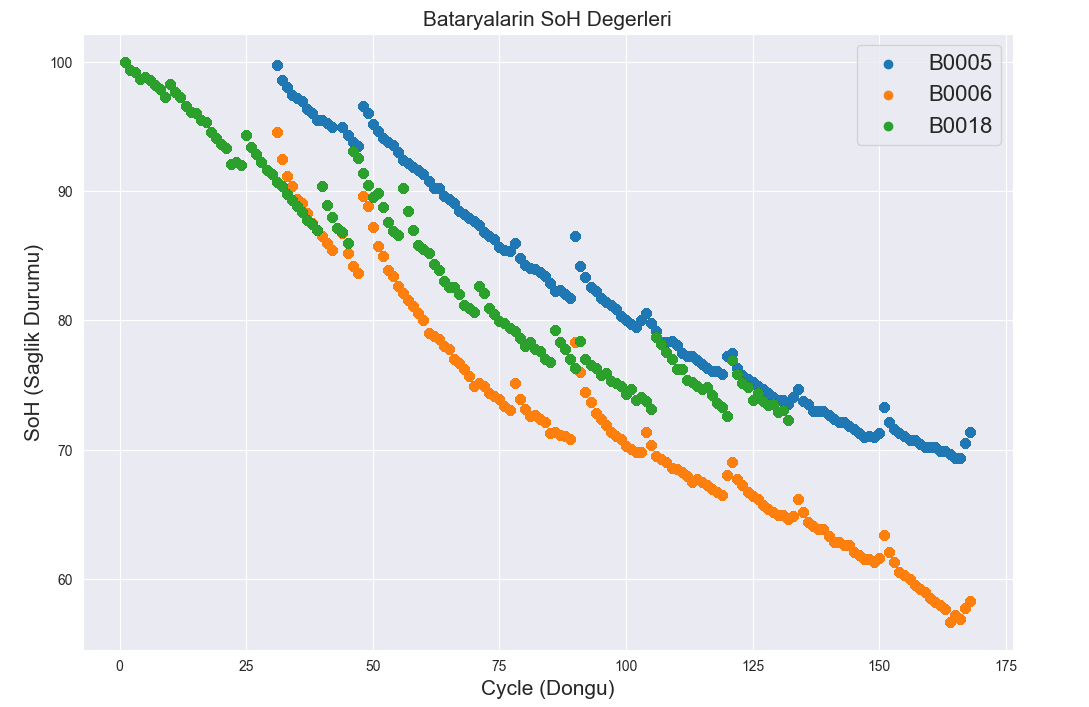 Bataryalarin SoH Degerleri
B0005
B0006
B0018
SoH (Saglik Durumu)
100
90
80
70
60
0 25 50 75 100 125 150 175
Cycle (Dongu)